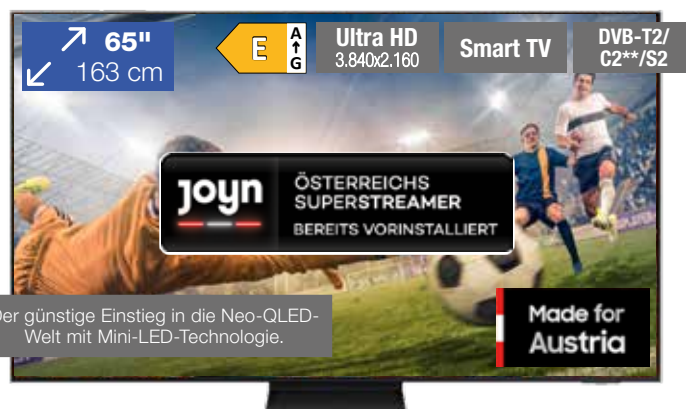 65"
163 cm
E
A
G
Ultra HD
3.840x2.160
Smart TV
DVB-T2/
C2**/S2
joyn
ÖSTERREICHS
SUPERSTREAMER
BEREITS VORINSTALLIERT
Der günstige Einstieg in die Neo-QLED-
Welt mit Mini-LED-Technologie.
Made for
Austria